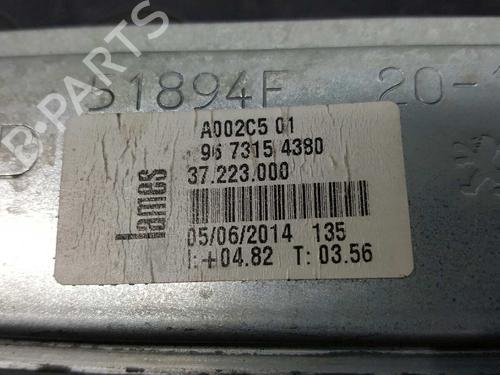 51894F 20-
A002C5 01
96 7315 4380
37.223.000
lames
05/06/2014 135
I:+04.82 T: 03.56
B-PARTS